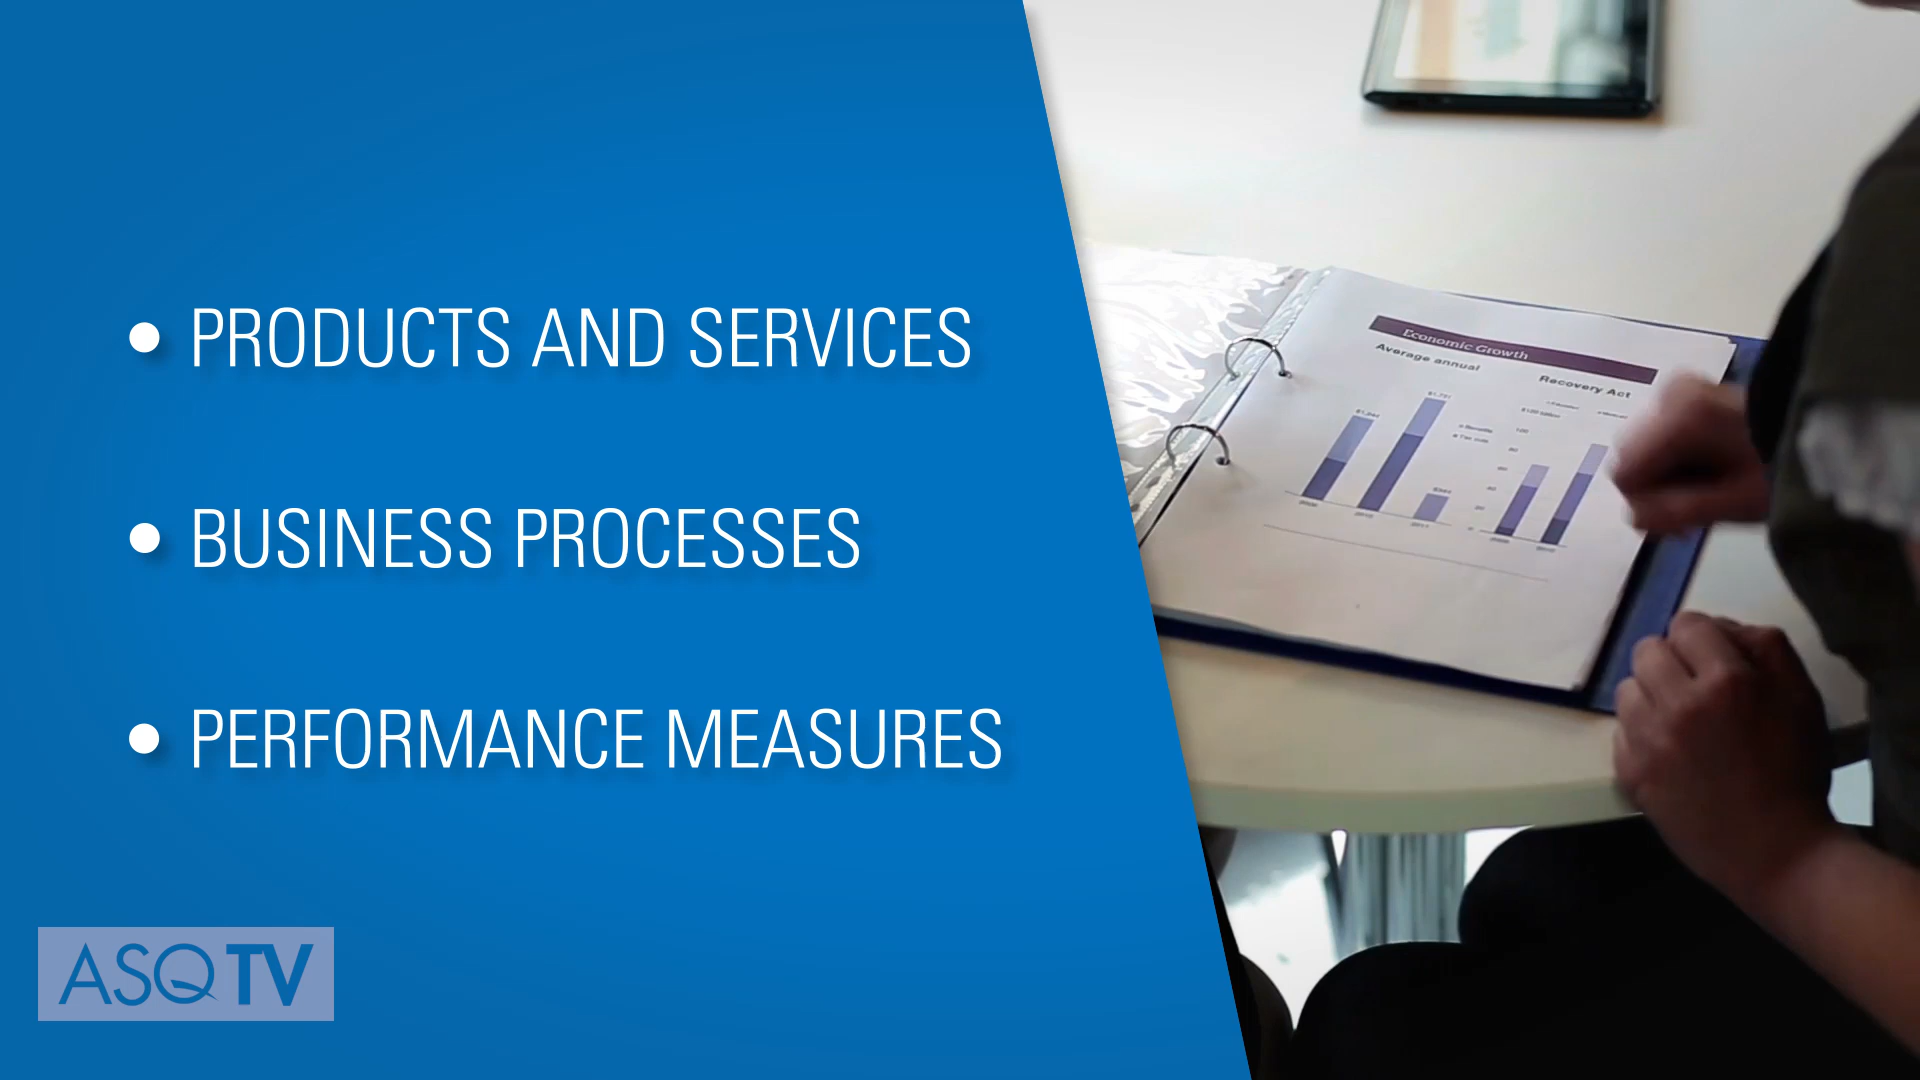 • PRODUCTS AND SERVICES
• BUSINESS PROCESSES
• PERFORMANCE MEASURES
ASQ TV
Economic Growth
Average annual
Recovery Act